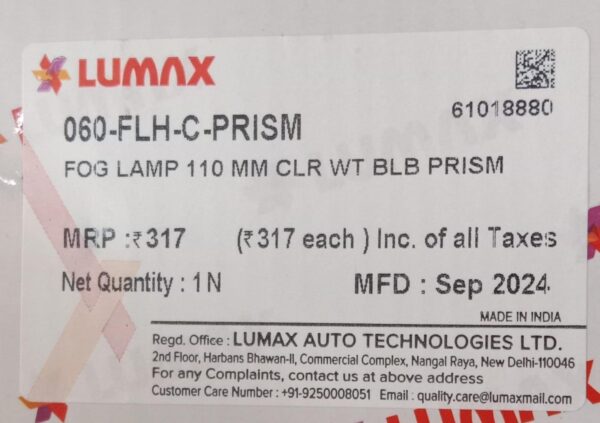 LUMAX
61018880
060-FLH-C-PRISM
FOG LAMP 110 MM CLR WT BLB PRISM
MRP :₹317 (₹317 each ) Inc. of all Taxes
Net Quantity : 1 N MFD : Sep 2024
MADE IN INDIA
Regd. Office : LUMAX AUTO TECHNOLOGIES LTD.
2nd Floor, Harbans Bhawan-II, Commercial Complex, Nangal Raya, New Delhi-110046
For any Complaints, contact us at above address
Customer Care Number : +91-9250008051 Email : quality.care@lumaxmail.com